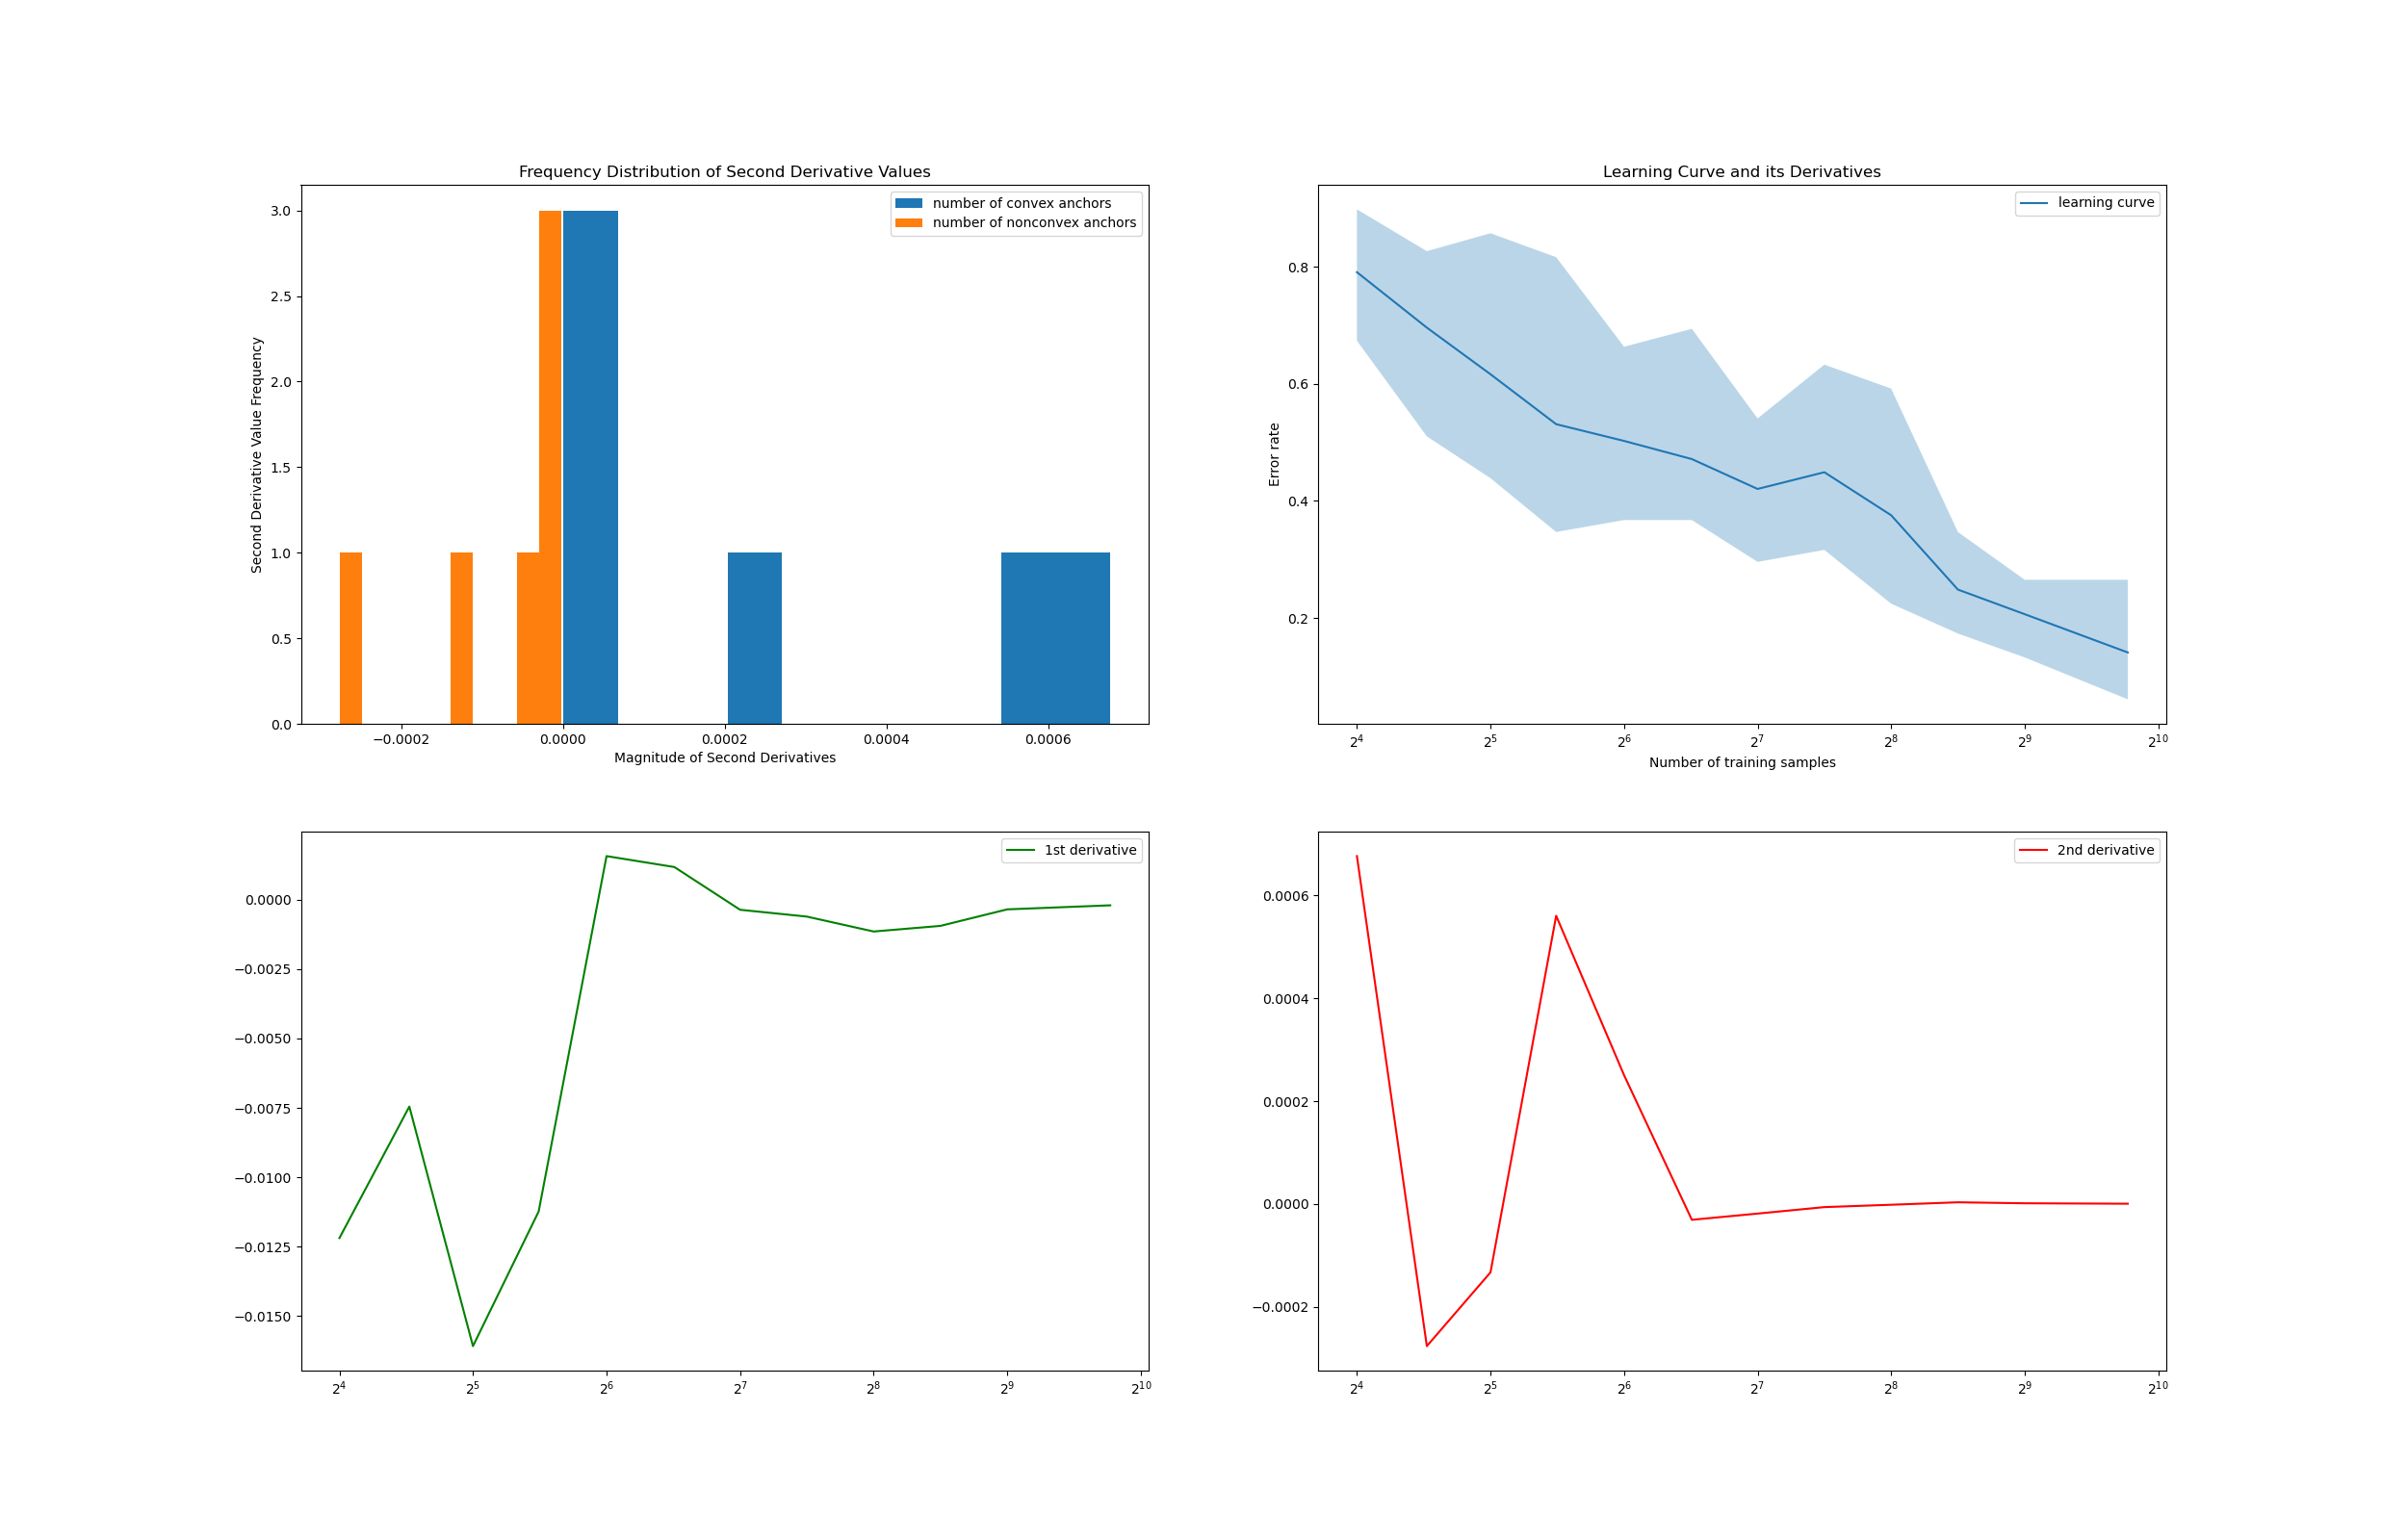 Frequency Distribution of Second Derivative Values
number of convex anchors
number of nonconvex anchors
3.0
2.5
2.0
1.5
1.0
0.5
0.0
Second Derivative Value Frequency
−0.0002 0.0000 0.0002 0.0004 0.0006
Magnitude of Second Derivatives
Learning Curve and its Derivatives
learning curve
0.8
0.6
0.4
0.2
Error rate
2^4 2^5 2^6 2^7 2^8 2^9 2^10
Number of training samples
1st derivative
0.0000
−0.0025
−0.0050
−0.0075
−0.0100
−0.0125
−0.0150
2^4 2^5 2^6 2^7 2^8 2^9 2^10
2nd derivative
0.0006
0.0004
0.0002
0.0000
−0.0002
2^4 2^5 2^6 2^7 2^8 2^9 2^10